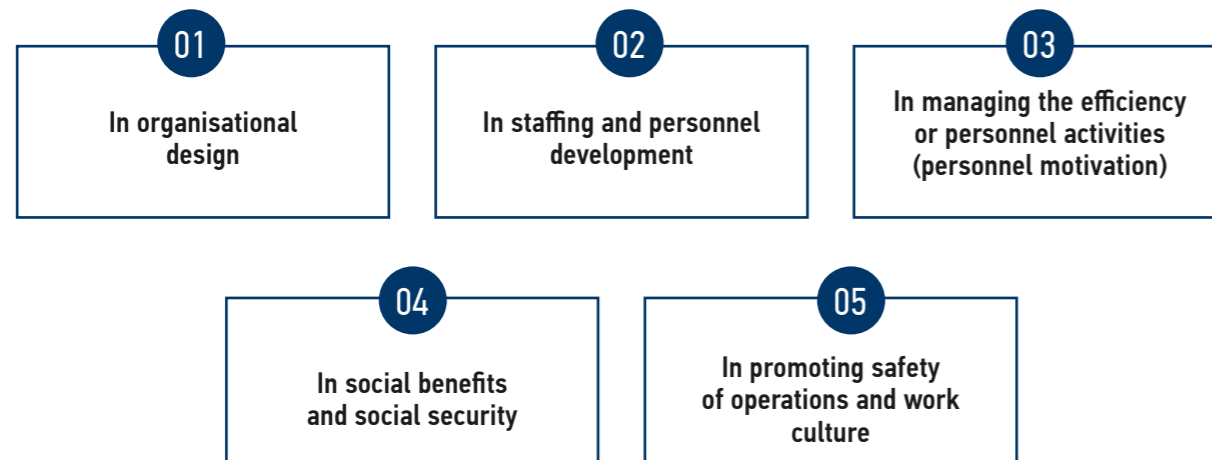 01
In organisational
design
02
In staffing and personnel
development
03
In managing the efficiency
or personnel activities
(personnel motivation)
04
In social benefits
and social security
05
In promoting safety
of operations and work
culture